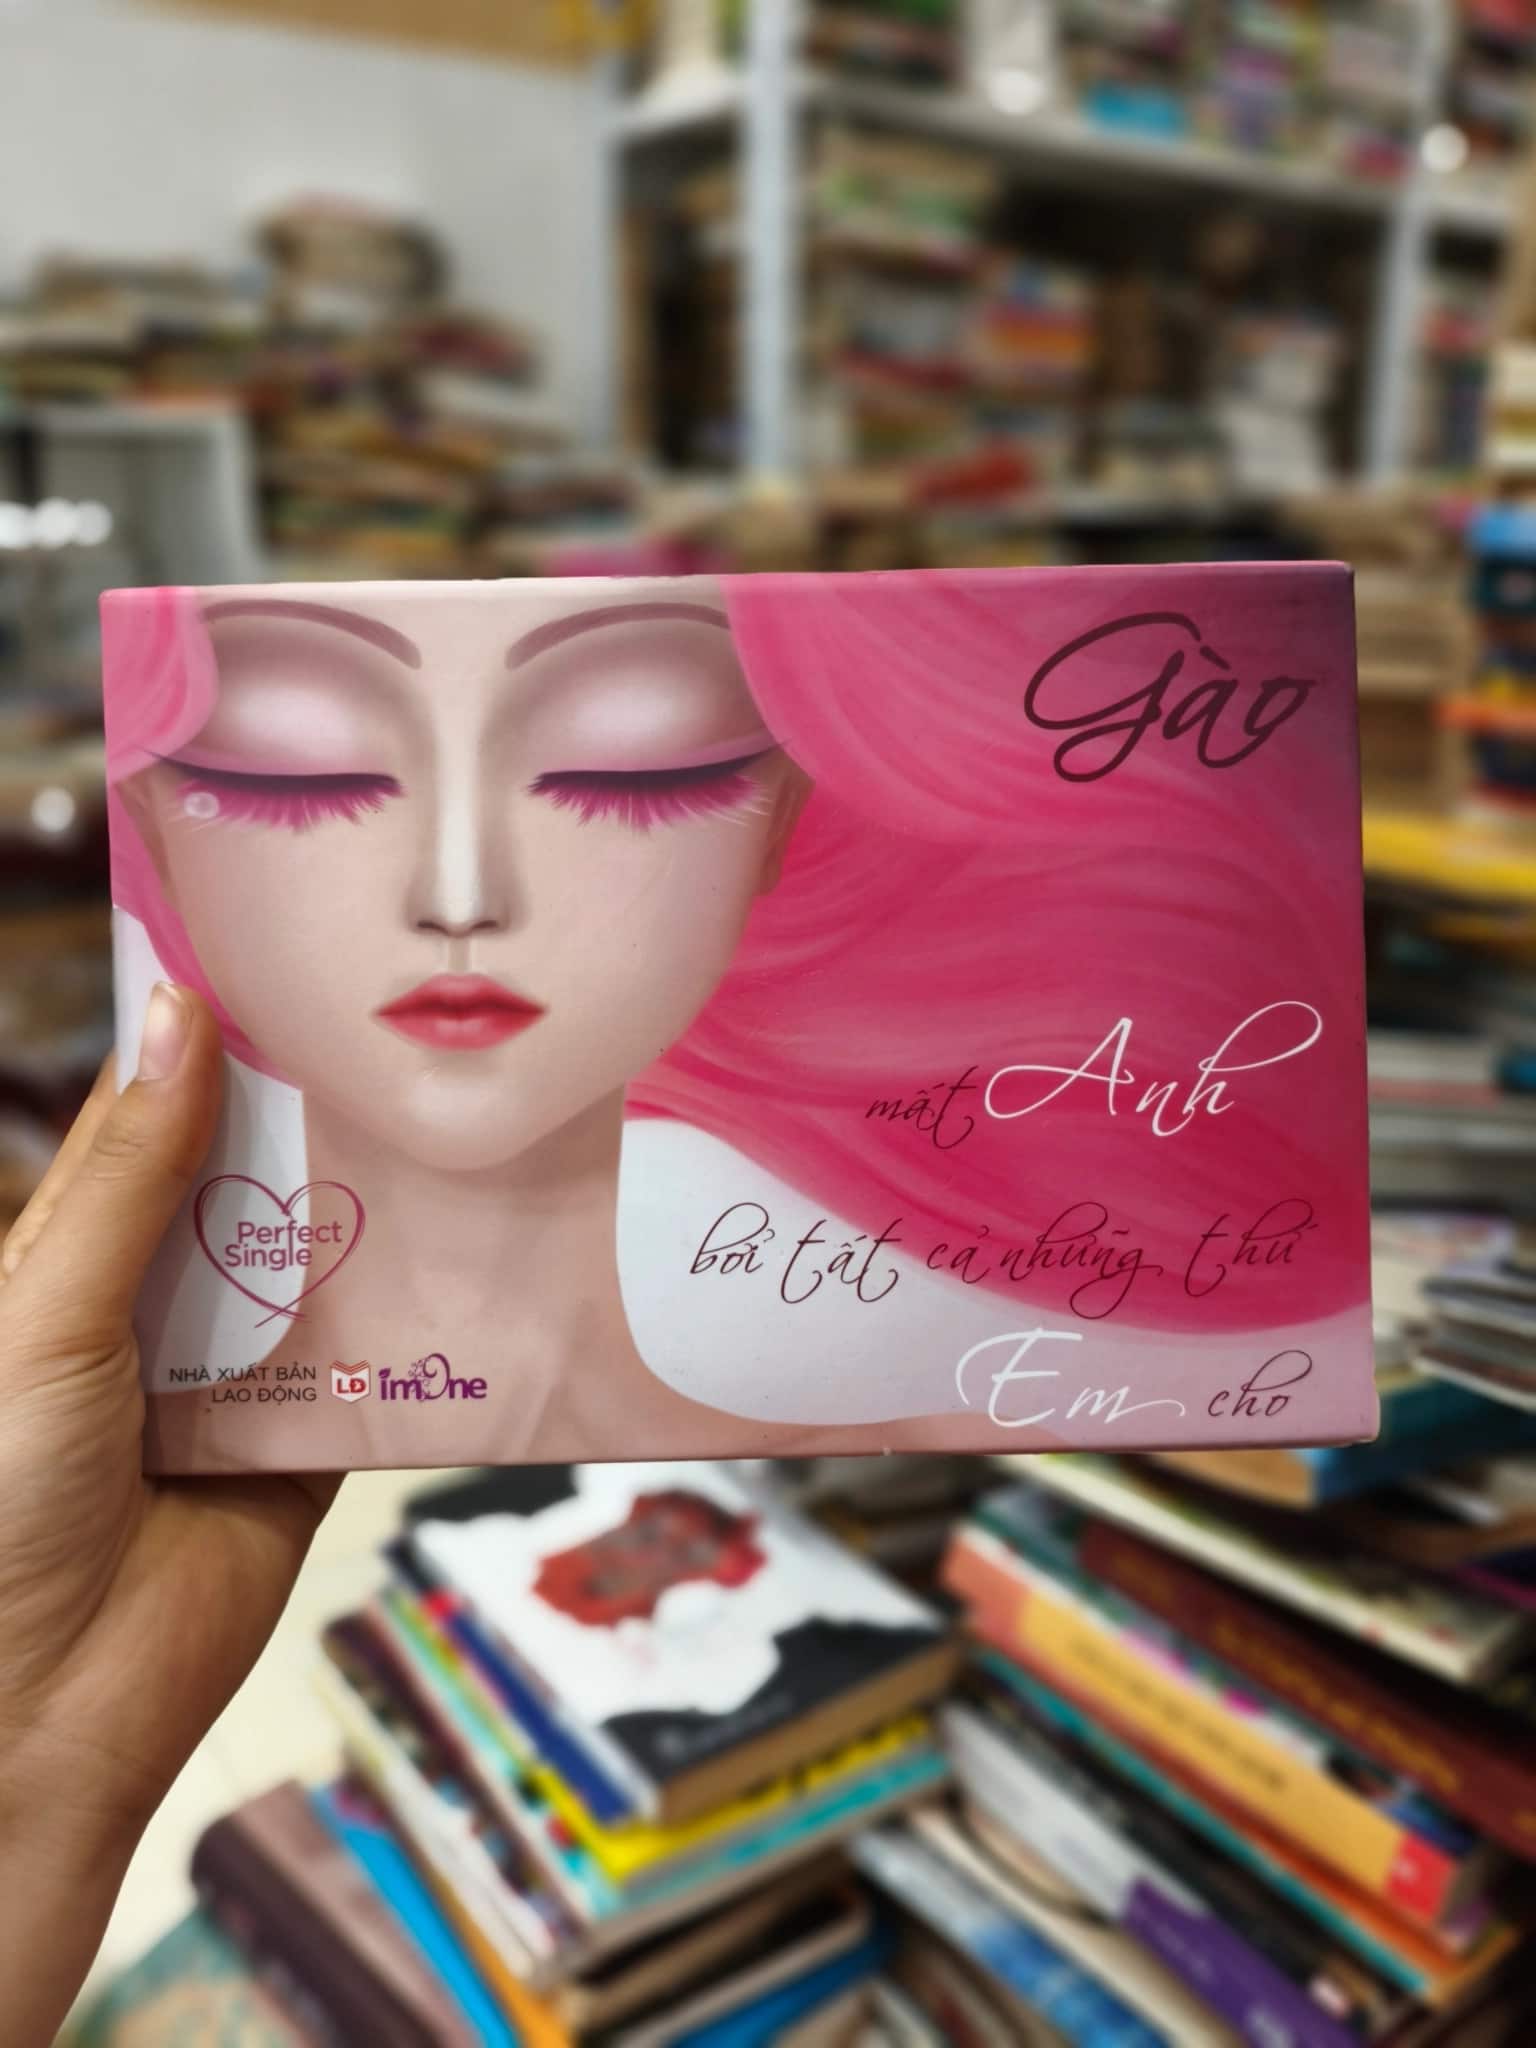 Gào
mất Anh
bởi tất cả những thứ
Em cho
Perfect
Single
NHÀ XUẤT BẢN
LAO ĐỘNG
LĐ
imOne